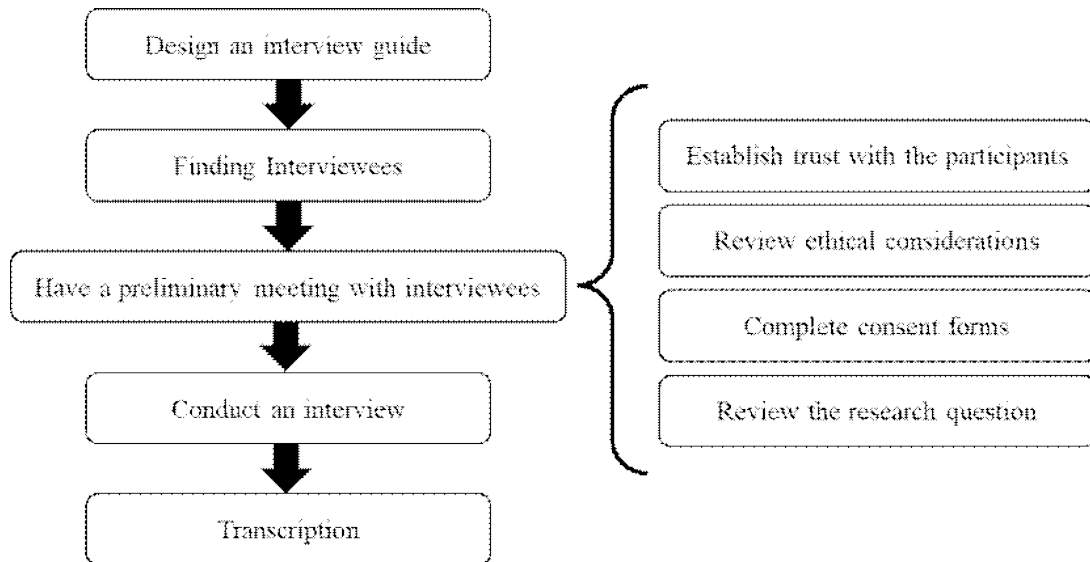 Design an interview guide
Finding Interviewees
Have a preliminary meeting with interviewees
Conduct an interview
Transcription
Establish trust with the participants
Review ethical considerations
Complete consent forms
Review the research question